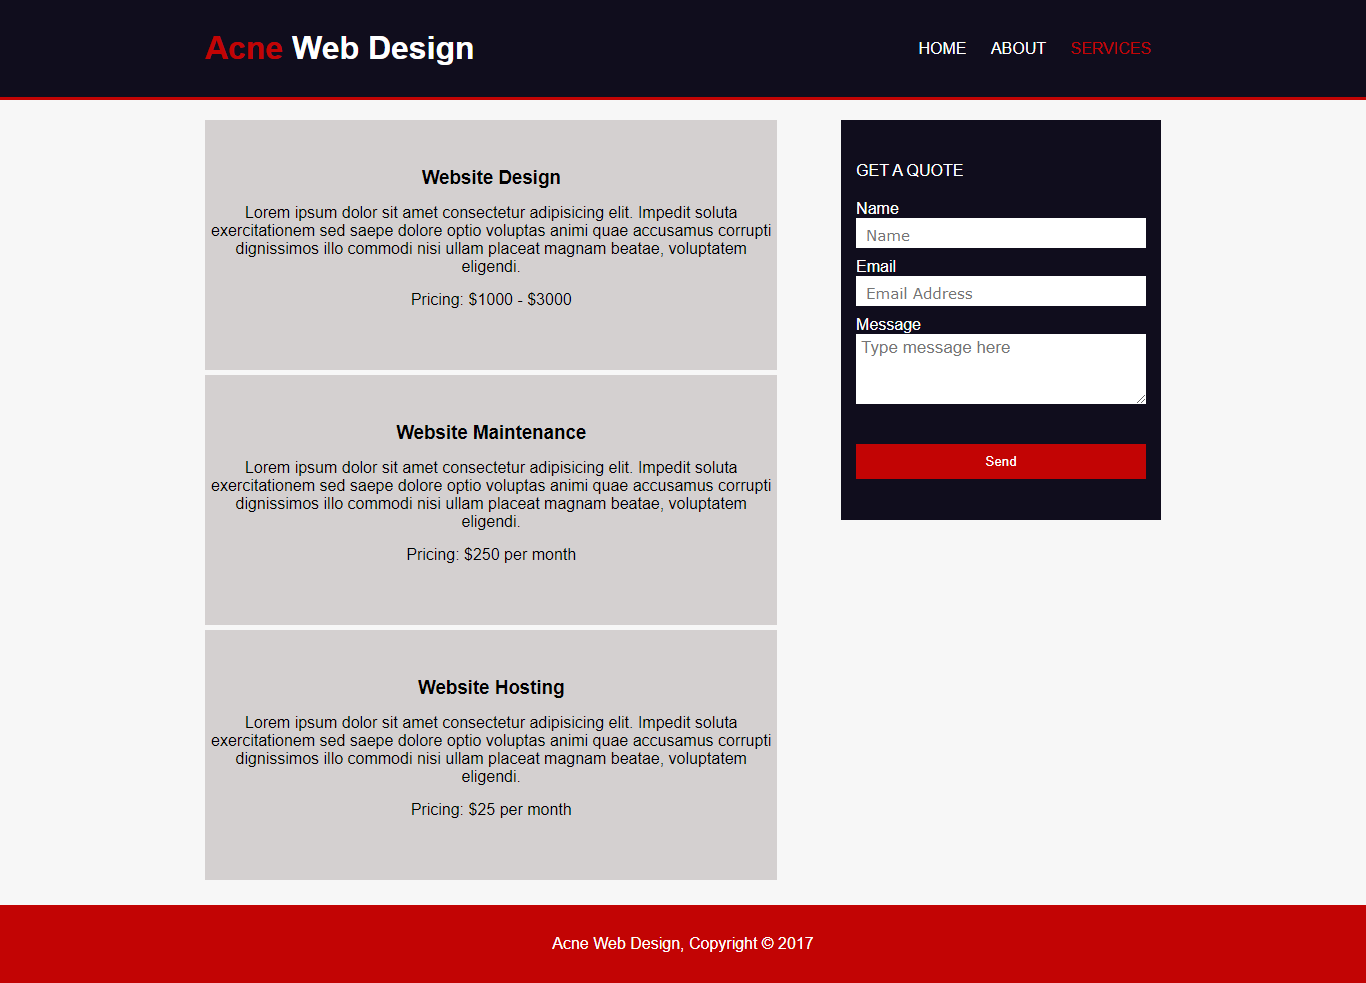 Acne Web Design
HOME ABOUT SERVICES
Website Design
Lorem ipsum dolor sit amet consectetur adipisicing elit. Impedit soluta
exercitationem sed saepe dolore optio voluptas animi quae accusamus corrupti
dignissimos illo commodi nisi ullam placeat magnam beatae, voluptatem
eligendi.
Pricing: $1000 - $3000
Website Maintenance
Lorem ipsum dolor sit amet consectetur adipisicing elit. Impedit soluta
exercitationem sed saepe dolore optio voluptas animi quae accusamus corrupti
dignissimos illo commodi nisi ullam placeat magnam beatae, voluptatem
eligendi.
Pricing: $250 per month
Website Hosting
Lorem ipsum dolor sit amet consectetur adipisicing elit. Impedit soluta
exercitationem sed saepe dolore optio voluptas animi quae accusamus corrupti
dignissimos illo commodi nisi ullam placeat magnam beatae, voluptatem
eligendi.
Pricing: $25 per month
GET A QUOTE
Name
Name
Email
Email Address
Message
Type message here
Send
Acne Web Design, Copyright © 2017